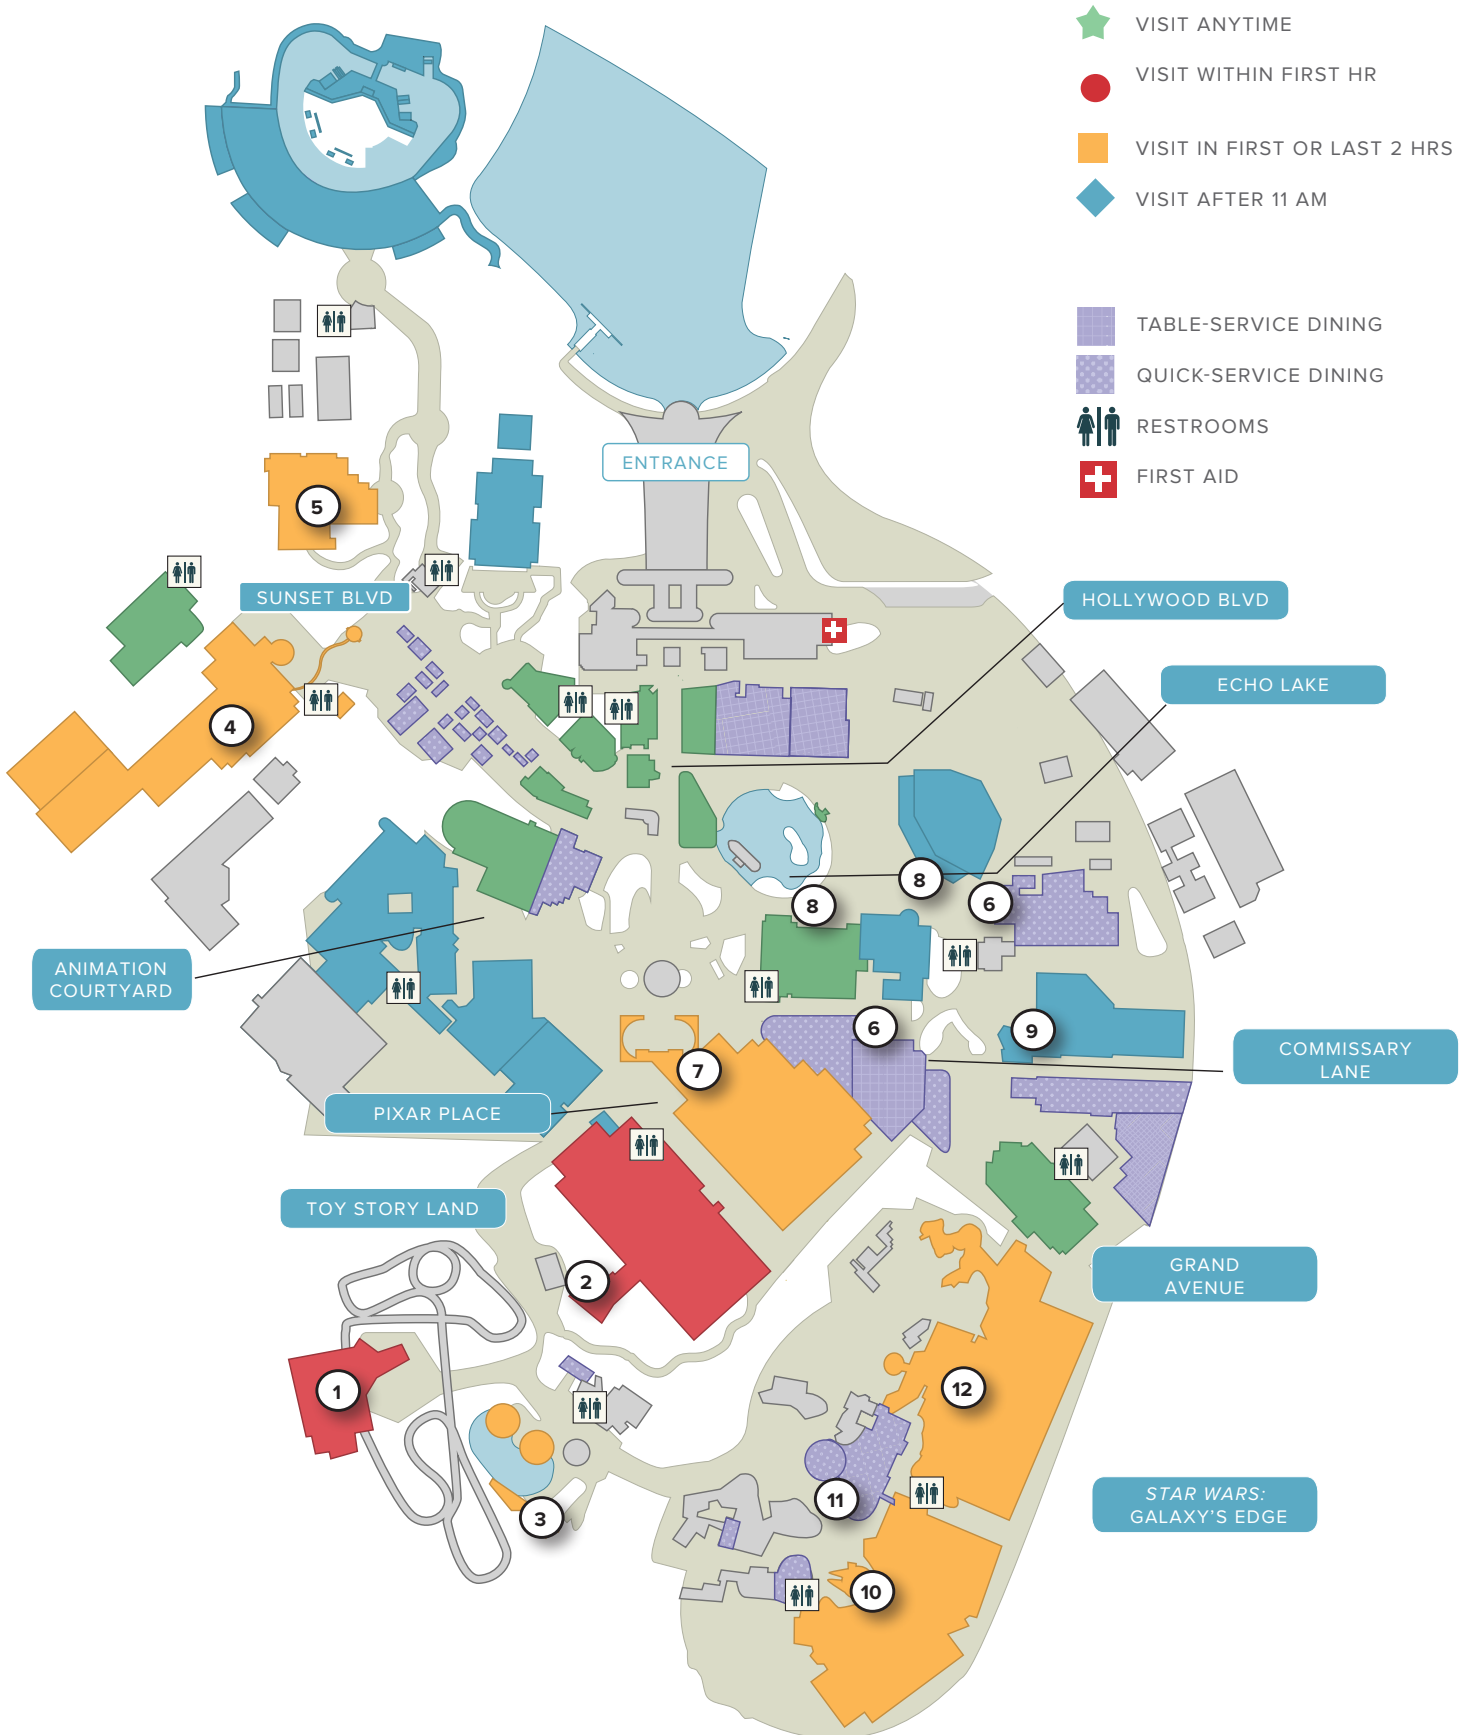 VISIT ANYTIME
VISIT WITHIN FIRST HR
VISIT IN FIRST OR LAST 2 HRS
VISIT AFTER 11 AM
TABLE-SERVICE DINING
QUICK-SERVICE DINING
RESTROOMS
FIRST AID
ENTRANCE
5
SUNSET BLVD
HOLLYWOOD BLVD
ECHO LAKE
4
8
8
6
ANIMATION
COURTYARD
6
9
COMMISSARY
LANE
7
PIXAR PLACE
TOY STORY LAND
2
GRAND
AVENUE
1
12
11
3
STAR WARS:
GALAXY'S EDGE
10